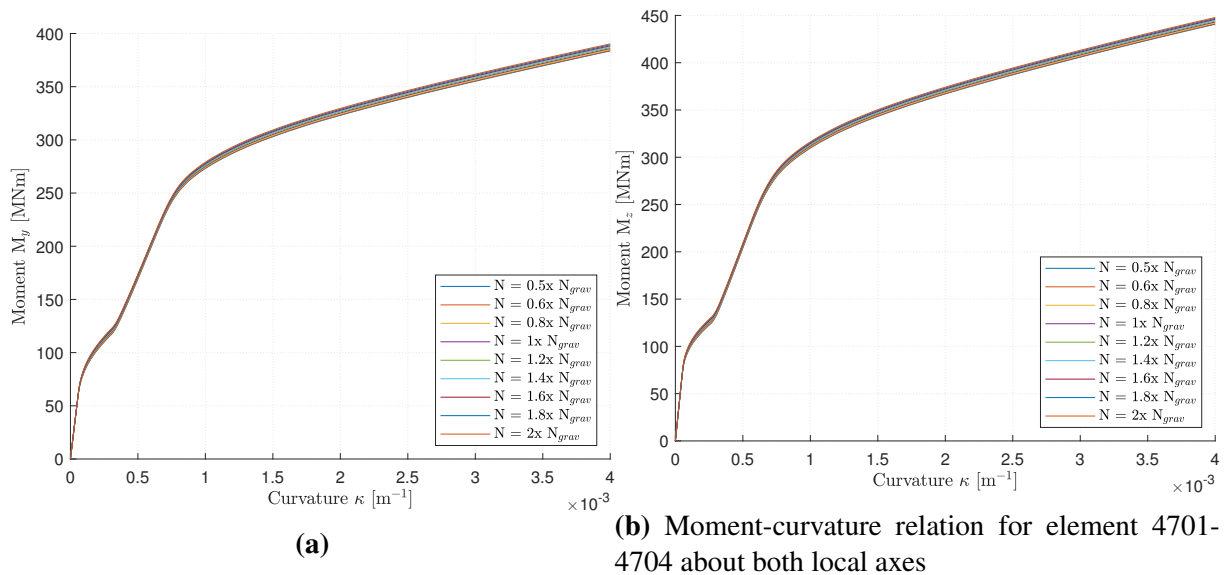 400
350
300
250
200
150
100
50
0
Moment M_y [MNm]
N = 0.5x N_grav
N = 0.6x N_grav
N = 0.8x N_grav
N = 1x N_grav
N = 1.2x N_grav
N = 1.4x N_grav
N = 1.6x N_grav
N = 1.8x N_grav
N = 2x N_grav
0 0.5 1 1.5 2 2.5 3 3.5 4
Curvature κ [m⁻¹]
×10⁻³
(a)
450
400
350
300
250
200
150
100
50
0
Moment M_z [MNm]
N = 0.5x N_grav
N = 0.6x N_grav
N = 0.8x N_grav
N = 1x N_grav
N = 1.2x N_grav
N = 1.4x N_grav
N = 1.6x N_grav
N = 1.8x N_grav
N = 2x N_grav
0 0.5 1 1.5 2 2.5 3 3.5 4
Curvature κ [m⁻¹]
×10⁻³
(b) Moment-curvature relation for element 4701-
4704 about both local axes